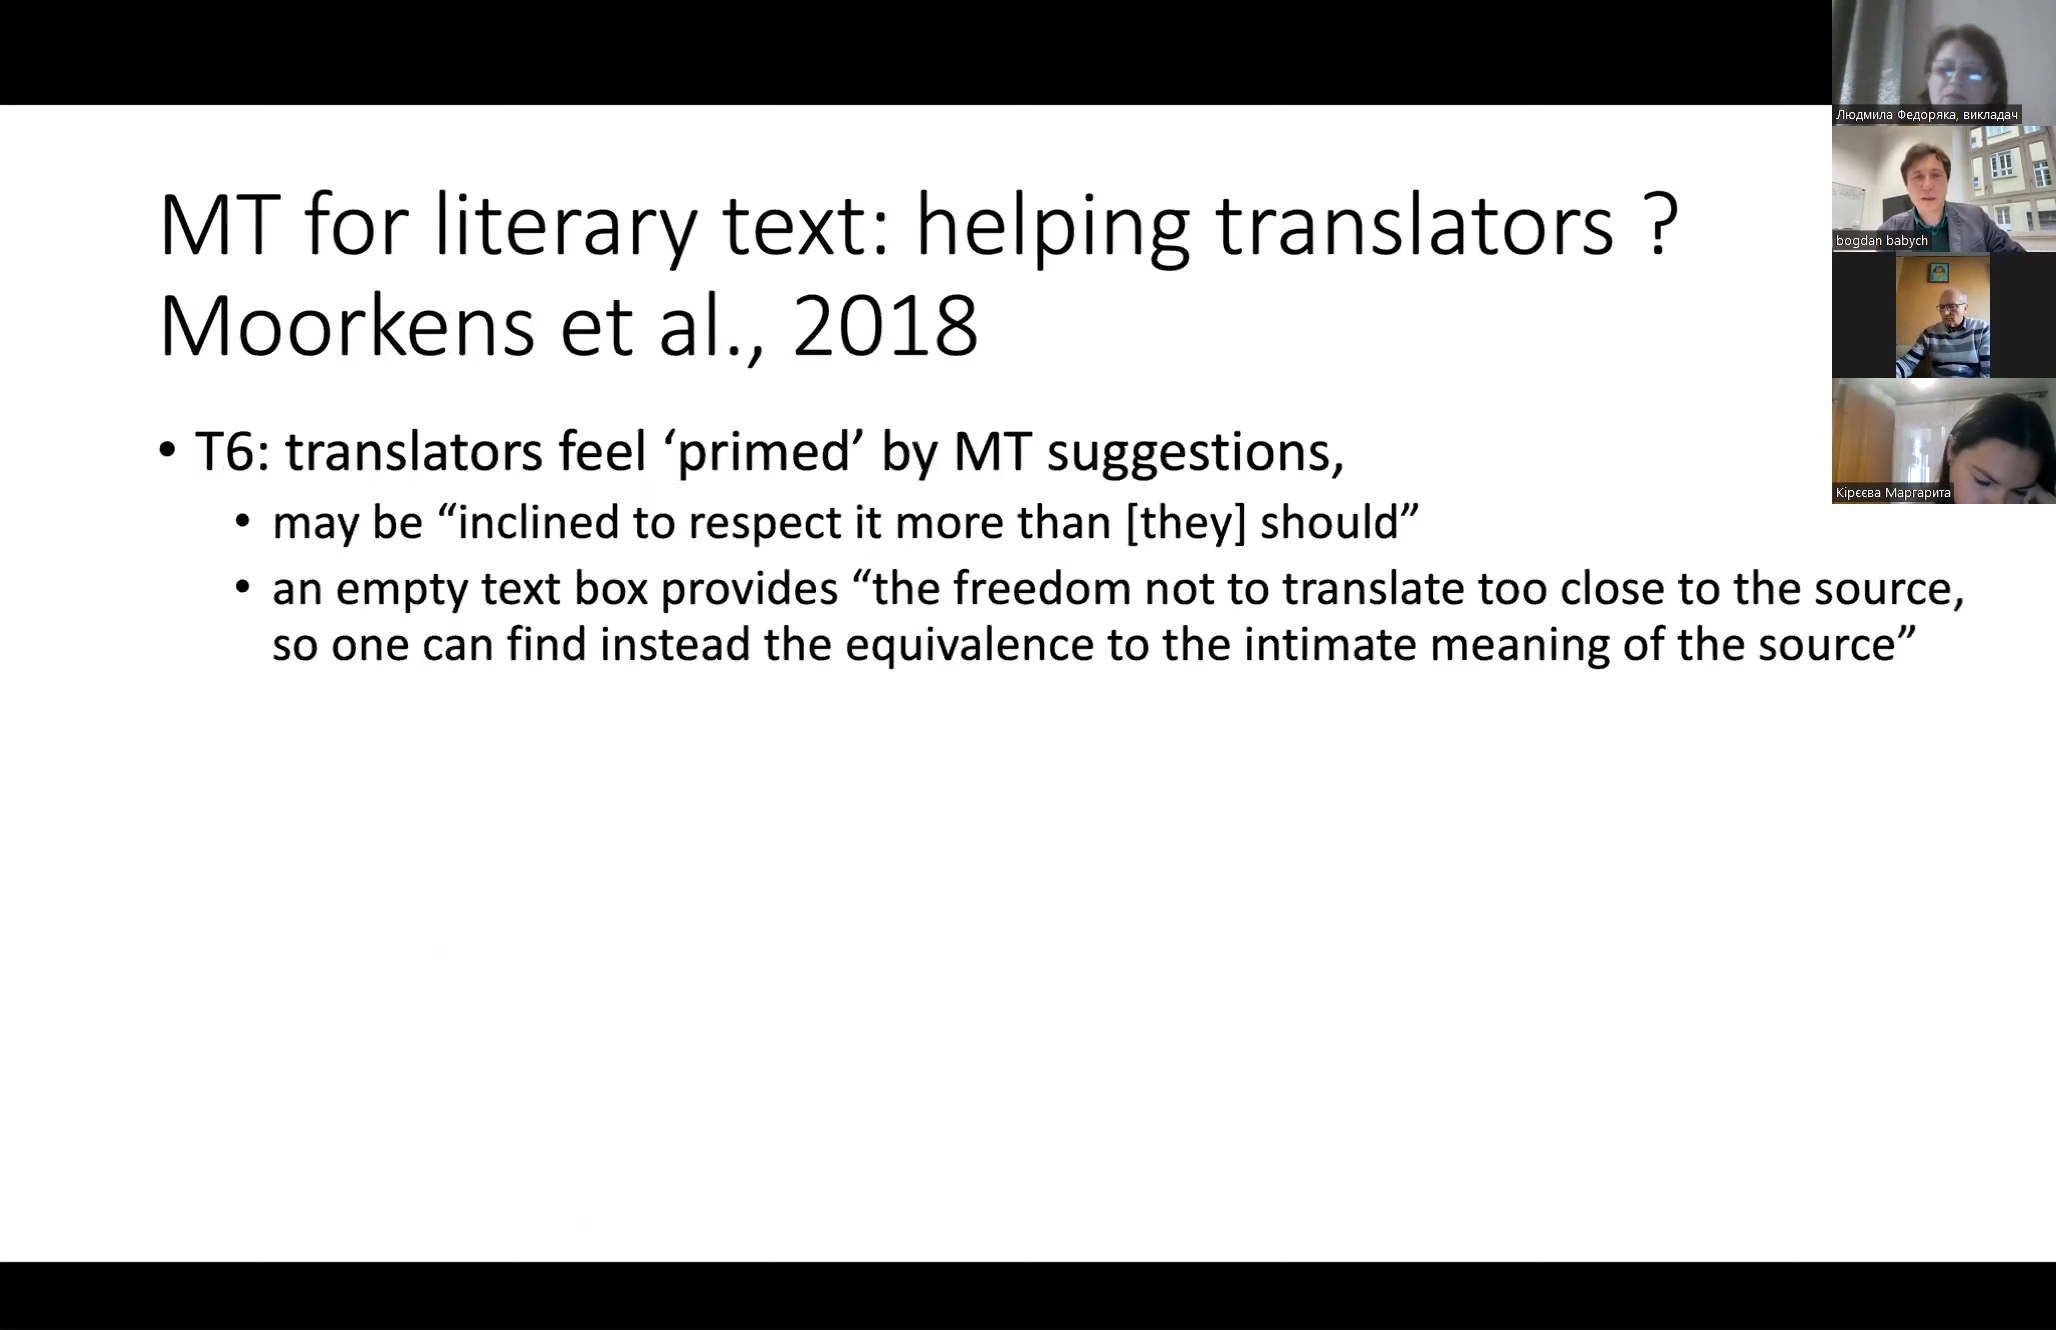 MT for literary text: helping translators ?
Moorkens et al., 2018
• T6: translators feel ‘primed’ by MT suggestions,
• may be “inclined to respect it more than [they] should”
• an empty text box provides “the freedom not to translate too close to the source,
so one can find instead the equivalence to the intimate meaning of the source”
Людмила Федоряка, викладач
bogdan babych
Кірєєва Маргарита